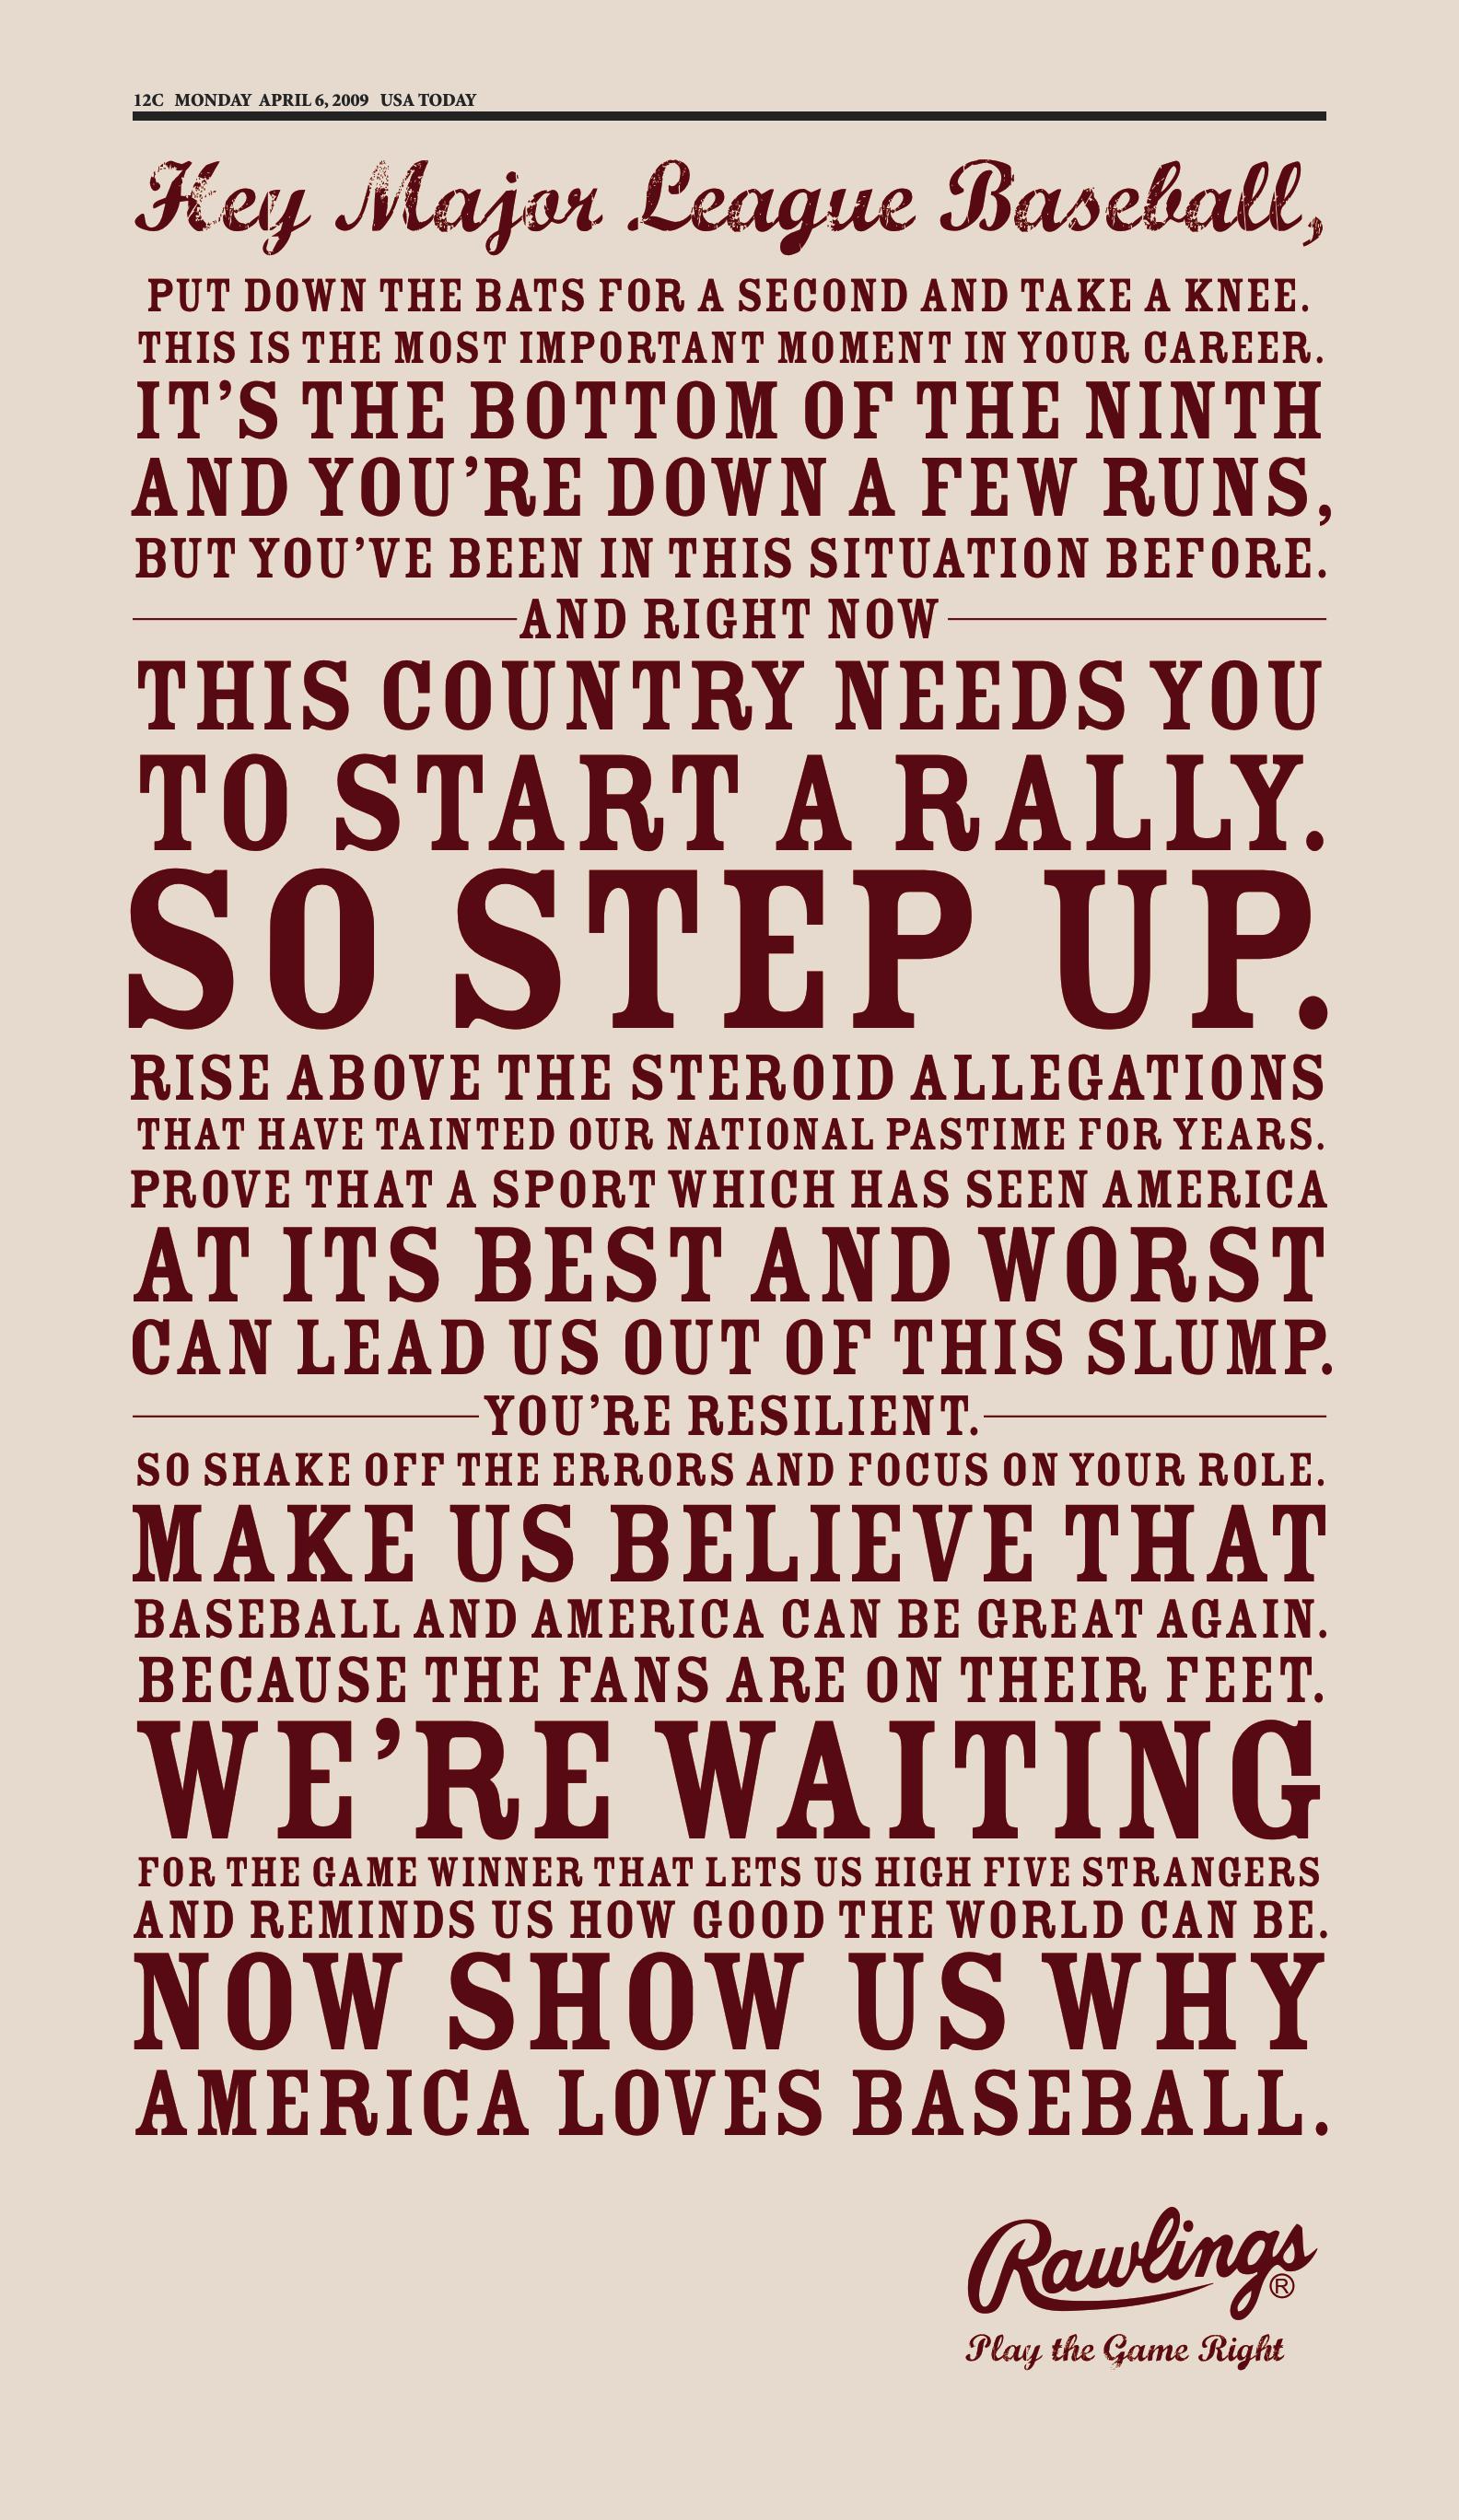 12C MONDAY APRIL 6, 2009 USA TODAY
Hey Major League Baseball,
PUT DOWN THE BATS FOR A SECOND AND TAKE A KNEE.
THIS IS THE MOST IMPORTANT MOMENT IN YOUR CAREER.
IT’S THE BOTTOM OF THE NINTH
AND YOU’RE DOWN A FEW RUNS,
BUT YOU’VE BEEN IN THIS SITUATION BEFORE.
AND RIGHT NOW
THIS COUNTRY NEEDS YOU
TO START A RALLY.
SO STEP UP.
RISE ABOVE THE STEROID ALLEGATIONS
THAT HAVE TAINTED OUR NATIONAL PASTIME FOR YEARS.
PROVE THAT A SPORT WHICH HAS SEEN AMERICA
AT ITS BEST AND WORST
CAN LEAD US OUT OF THIS SLUMP.
YOU’RE RESILIENT.
SO SHAKE OFF THE ERRORS AND FOCUS ON YOUR ROLE.
MAKE US BELIEVE THAT
BASEBALL AND AMERICA CAN BE GREAT AGAIN.
BECAUSE THE FANS ARE ON THEIR FEET.
WE’RE WAITING
FOR THE GAME WINNER THAT LETS US HIGH FIVE STRANGERS
AND REMINDS US HOW GOOD THE WORLD CAN BE.
NOW SHOW US WHY
AMERICA LOVES BASEBALL.
Rawlings®
Play the Game Right